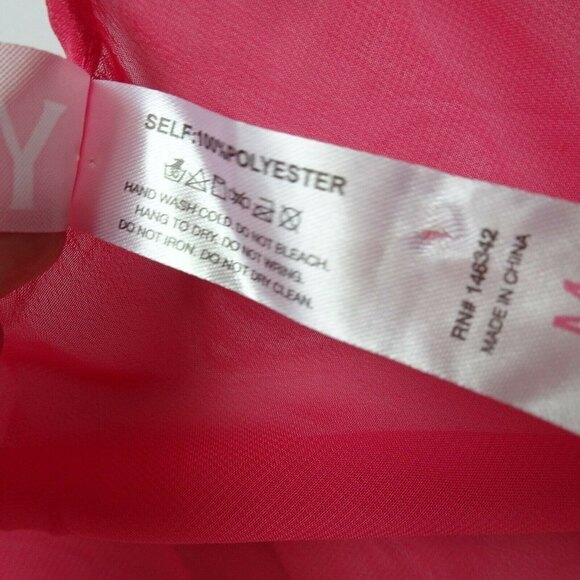 Y
SELF:100%POLYESTER
HAND WASH COLD. DO NOT BLEACH.
HANG TO DRY. DO NOT WRING.
DO NOT IRON. DO NOT DRY CLEAN.
RN# 146342
MADE IN CHINA
M